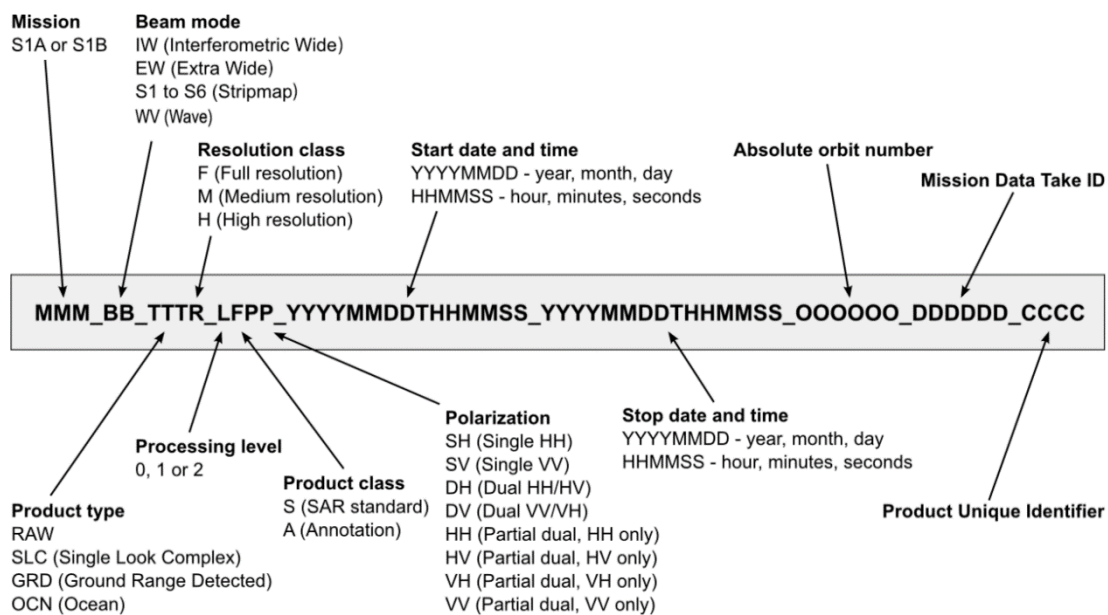 Mission
S1A or S1B
Beam mode
IW (Interferometric Wide)
EW (Extra Wide)
S1 to S6 (Stripmap)
WV (Wave)
Resolution class
F (Full resolution)
M (Medium resolution)
H (High resolution)
Start date and time
YYYYMMDD - year, month, day
HHMMSS - hour, minutes, seconds
Absolute orbit number
Mission Data Take ID
MMM_BB_TTTR_LFPP_YYYYMMDDTHHMMSS_YYYYMMDDTHHMMSS_OOOOOO_DDDDDD_CCCC
Product type
RAW
SLC (Single Look Complex)
GRD (Ground Range Detected)
OCN (Ocean)
Processing level
0, 1 or 2
Product class
S (SAR standard)
A (Annotation)
Polarization
SH (Single HH)
SV (Single VV)
DH (Dual HH/HV)
DV (Dual VV/VH)
HH (Partial dual, HH only)
HV (Partial dual, HV only)
VH (Partial dual, VH only)
VV (Partial dual, VV only)
Stop date and time
YYYYMMDD - year, month, day
HHMMSS - hour, minutes, seconds
Product Unique Identifier